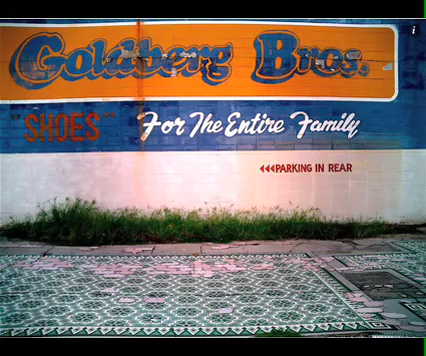 Goldberg Bros.
"SHOES" For The Entire Family
PARKING IN REAR
i